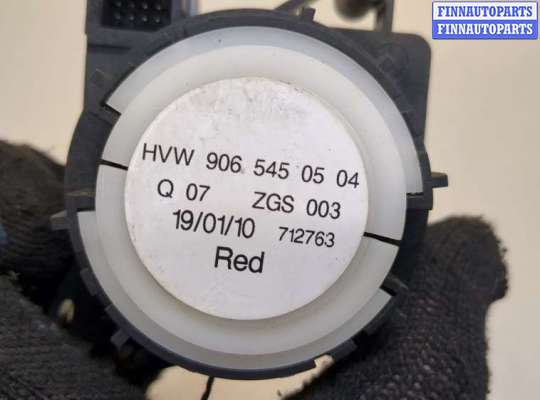 FINNAUTOPARTS
FINNAUTOPARTS
HVW 906 545 05 04
Q 07 ZGS 003
19/01/10 712763
Red